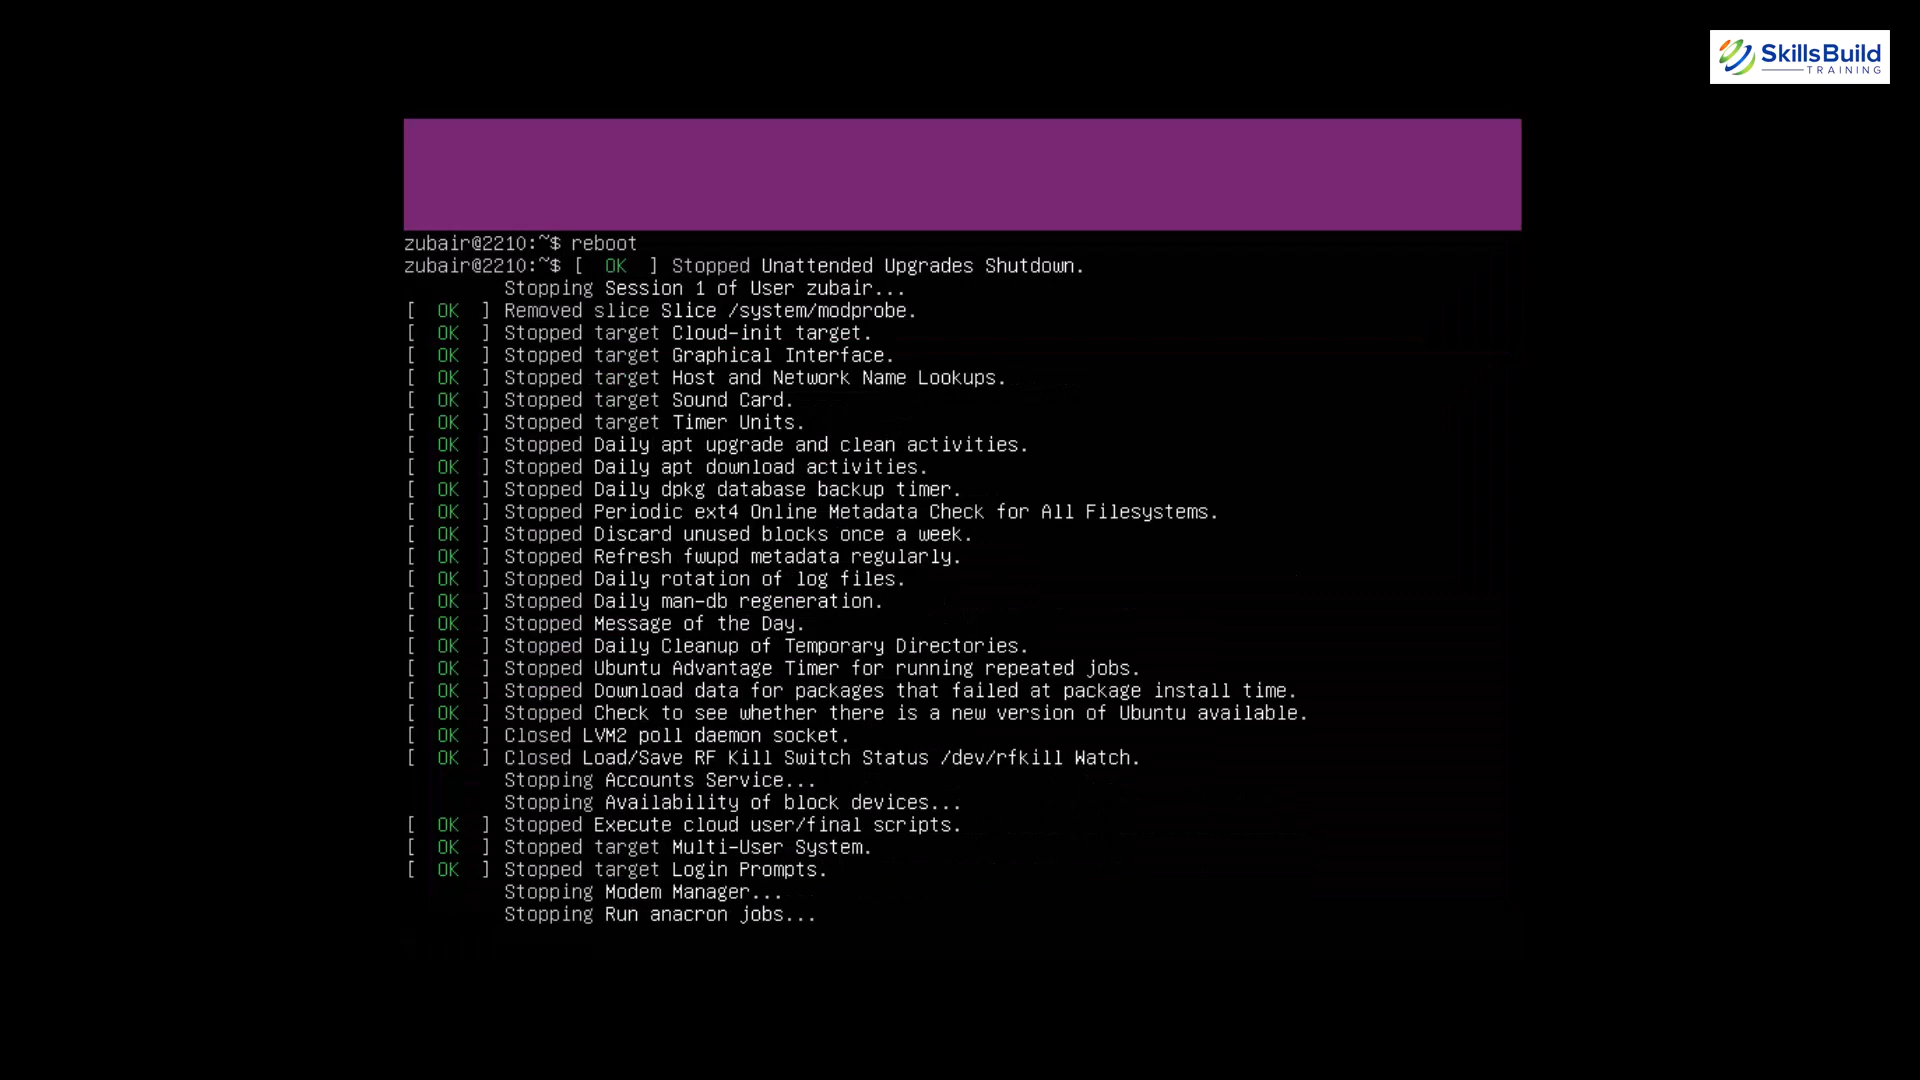 SkillsBuild
TRAINING
zubair@2210:~$ reboot
zubair@2210:~$ [  OK  ] Stopped Unattended Upgrades Shutdown.
         Stopping Session 1 of User zubair...
[  OK  ] Removed slice Slice /system/modprobe.
[  OK  ] Stopped target Cloud-init target.
[  OK  ] Stopped target Graphical Interface.
[  OK  ] Stopped target Host and Network Name Lookups.
[  OK  ] Stopped target Sound Card.
[  OK  ] Stopped target Timer Units.
[  OK  ] Stopped Daily apt upgrade and clean activities.
[  OK  ] Stopped Daily apt download activities.
[  OK  ] Stopped Daily dpkg database backup timer.
[  OK  ] Stopped Periodic ext4 Online Metadata Check for All Filesystems.
[  OK  ] Stopped Discard unused blocks once a week.
[  OK  ] Stopped Refresh fwupd metadata regularly.
[  OK  ] Stopped Daily rotation of log files.
[  OK  ] Stopped Daily man-db regeneration.
[  OK  ] Stopped Message of the Day.
[  OK  ] Stopped Daily Cleanup of Temporary Directories.
[  OK  ] Stopped Ubuntu Advantage Timer for running repeated jobs.
[  OK  ] Stopped Download data for packages that failed at package install time.
[  OK  ] Stopped Check to see whether there is a new version of Ubuntu available.
[  OK  ] Closed LVM2 poll daemon socket.
[  OK  ] Closed Load/Save RF Kill Switch Status /dev/rfkill Watch.
         Stopping Accounts Service...
         Stopping Availability of block devices...
[  OK  ] Stopped Execute cloud user/final scripts.
[  OK  ] Stopped target Multi-User System.
[  OK  ] Stopped target Login Prompts.
         Stopping Modem Manager...
         Stopping Run anacron jobs...